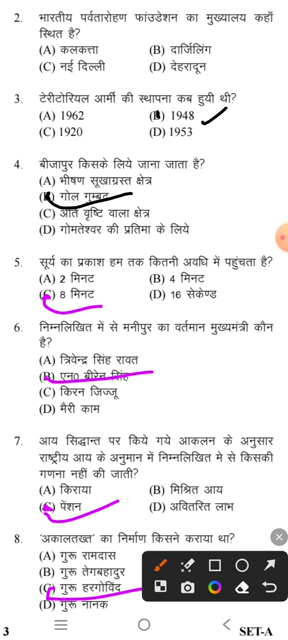 2. भारतीय पर्वतारोहण फांउडेशन का मुख्यालय कहाँ
स्थित है?
(A) कलकत्ता (B) दार्जिलिंग
(C) नई दिल्ली (D) देहरादून
3. टेरीटोरियल आर्मी की स्थापना कब हुयी थी?
(A) 1962 (B) 1948
(C) 1920 (D) 1953
4. बीजापुर किसके लिये जाना जाता है?
(A) भीषण सूखाग्रस्त क्षेत्र
(B) गोल गुम्बद
(C) अति वृष्टि वाला क्षेत्र
(D) गोमतेश्वर की प्रतिमा के लिये
5. सूर्य का प्रकाश हम तक कितनी अवधि में पहुंचता है?
(A) 2 मिनट (B) 4 मिनट
(C) 8 मिनट (D) 16 सेकेण्ड
6. निम्नलिखित में से मनीपुर का वर्तमान मुख्यमंत्री कौन
है?
(A) त्रिवेन्द्र सिंह रावत
(B) एन0 बीरेन सिंह
(C) किरन जिज्जू
(D) मैरी काम
7. आय सिद्धान्त पर किये गये आकलन के अनुसार
राष्ट्रीय आय के अनुमान में निम्नलिखित मे से किसकी
गणना नहीं की जाती?
(A) किराया (B) मिश्रित आय
(C) पेंशन (D) अवितरित लाभ
8. 'अकालतख्त' का निर्माण किसने कराया था?
(A) गुरू रामदास
(B) गुरू तेगबहादुर
(C) गुरू हरगोविंद
(D) गुरू नानक
3 SET-A